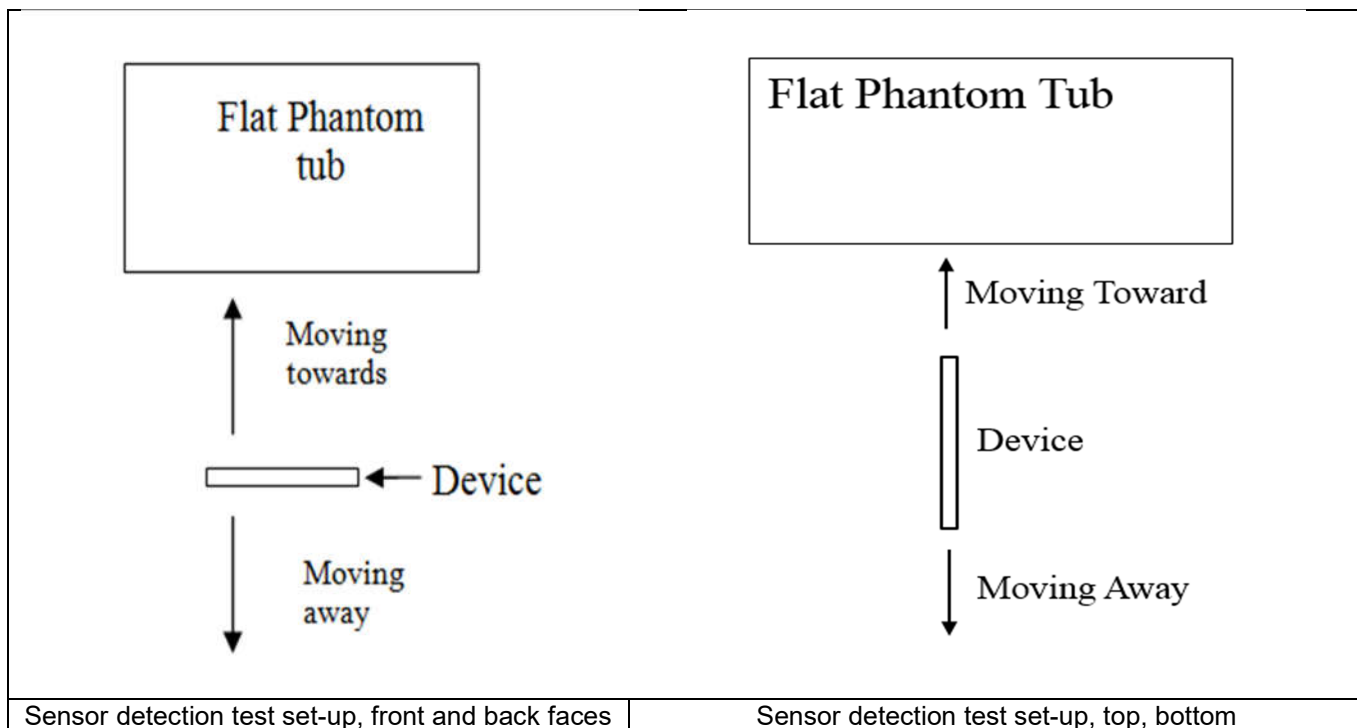 Flat Phantom
tub
Moving
towards
Device
Moving
away
Sensor detection test set-up, front and back faces
Flat Phantom Tub
Moving Toward
Device
Moving Away
Sensor detection test set-up, top, bottom